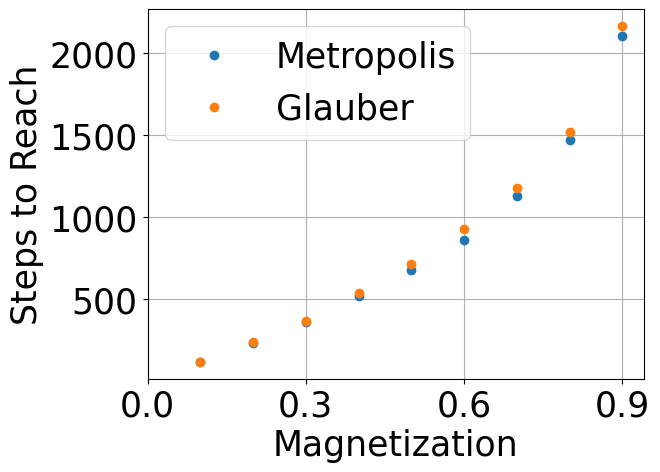 Metropolis
Glauber
Steps to Reach
2000
1500
1000
500
0.0 0.3 0.6 0.9
Magnetization